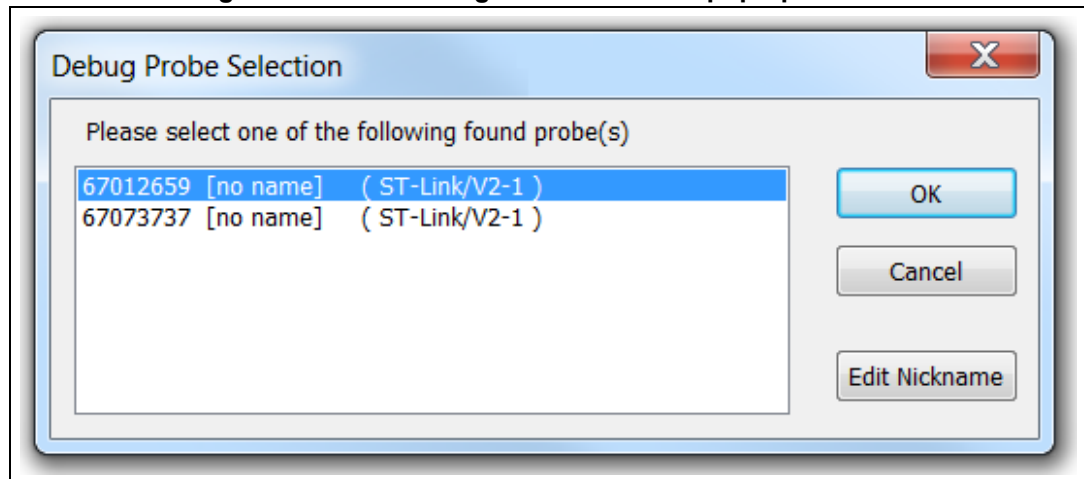 Debug Probe Selection
Please select one of the following found probe(s)
67012659 [no name] ( ST-Link/V2-1 )
67073737 [no name] ( ST-Link/V2-1 )
OK
Cancel
Edit Nickname